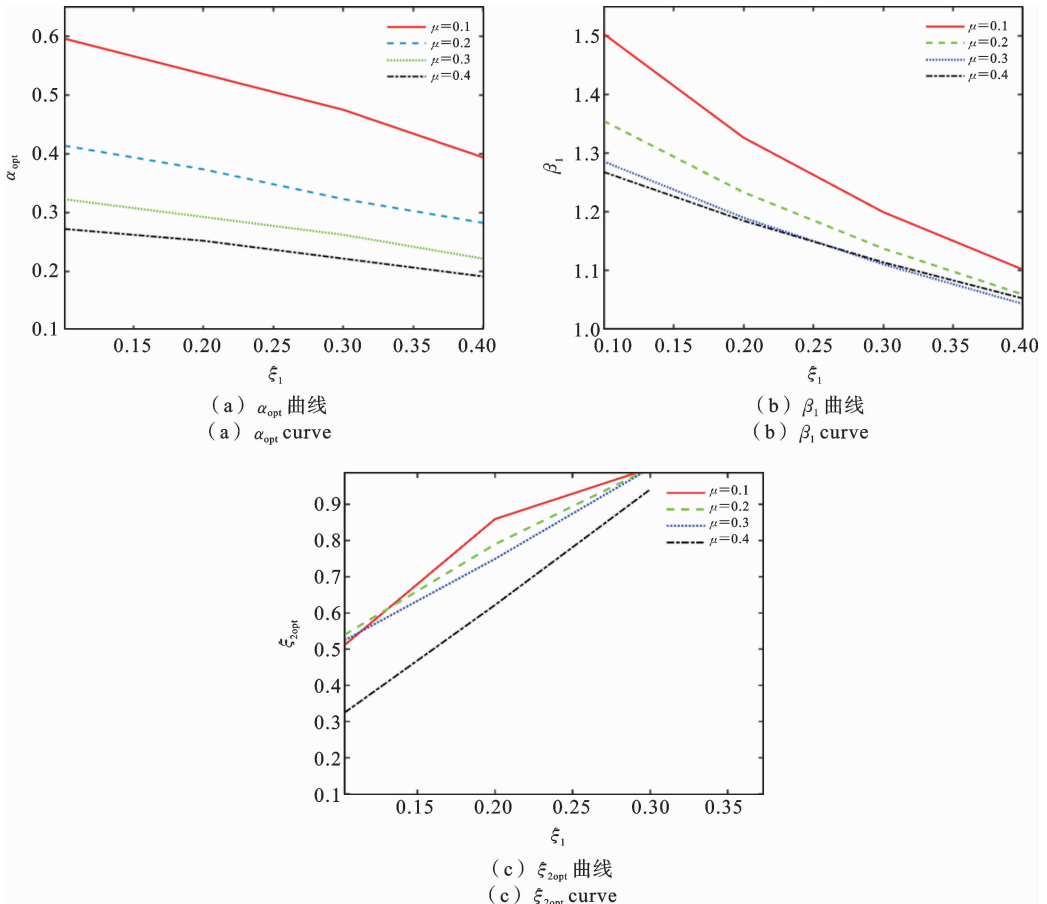 α_opt
0.6
0.5
0.4
0.3
0.2
0.1
μ=0.1
μ=0.2
μ=0.3
μ=0.4
0.15 0.20 0.25 0.30 0.35 0.40
ξ₁
(a) α_opt 曲线
(a) α_opt curve
β₁
1.5
1.4
1.3
1.2
1.1
1.0
μ=0.1
μ=0.2
μ=0.3
μ=0.4
0.10 0.15 0.20 0.25 0.30 0.35 0.40
ξ₁
(b) β₁ 曲线
(b) β₁ curve
ξ_2opt
0.9
0.8
0.7
0.6
0.5
0.4
0.3
0.2
0.1
μ=0.1
μ=0.2
μ=0.3
μ=0.4
0.15 0.20 0.25 0.30 0.35
ξ₁
(c) ξ_2opt 曲线
(c) ξ_2opt curve